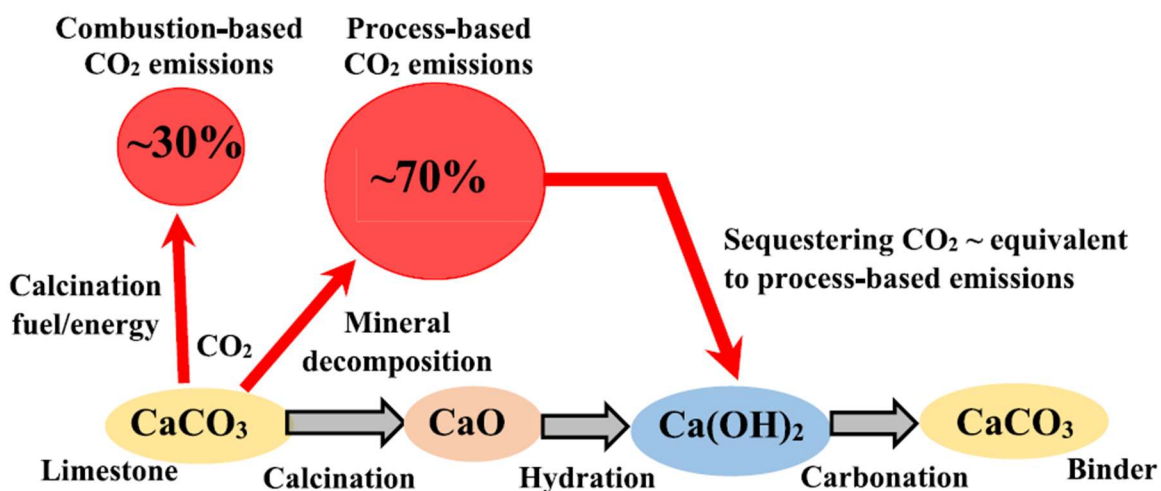 Combustion-based
CO₂ emissions
Process-based
CO₂ emissions
~30%
~70%
Sequestering CO₂ ~ equivalent
to process-based emissions
Calcination
fuel/energy
CO₂
Mineral
decomposition
CaCO₃
CaO
Ca(OH)₂
CaCO₃
Limestone
Calcination
Hydration
Carbonation
Binder